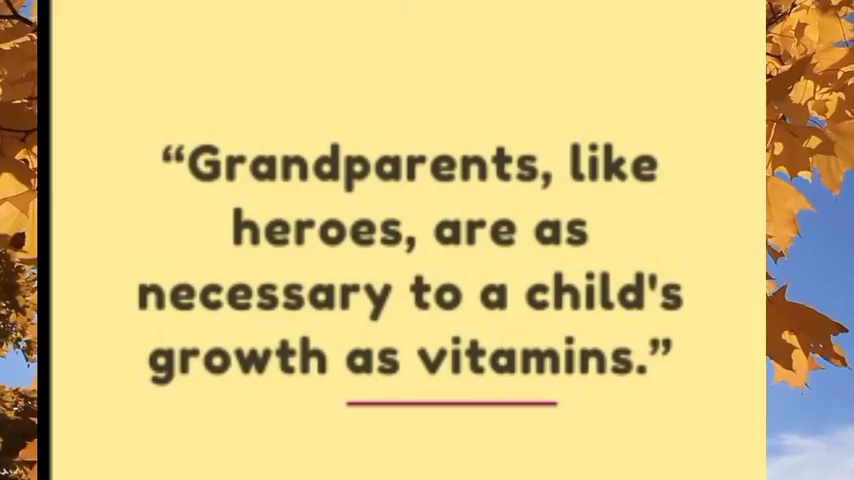 “Grandparents, like
heroes, are as
necessary to a child's
growth as vitamins.”